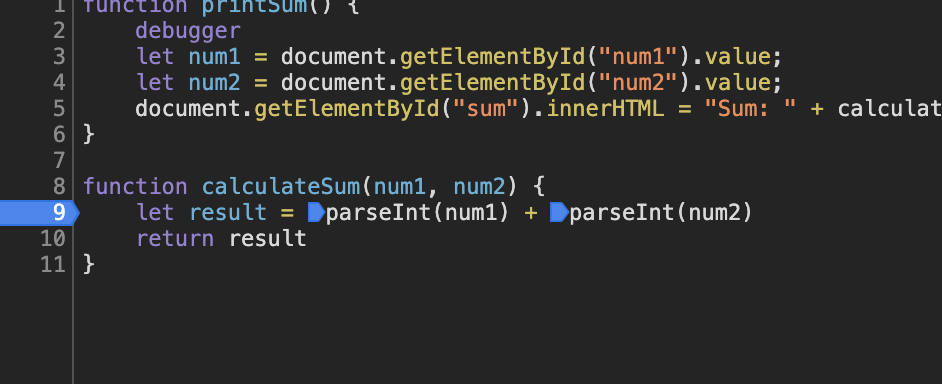 1 function printSum() {
2 debugger
3 let num1 = document.getElementById("num1").value;
4 let num2 = document.getElementById("num2").value;
5 document.getElementById("sum").innerHTML = "Sum: " + calculat
6 }
7
8 function calculateSum(num1, num2) {
9 let result = parseInt(num1) + parseInt(num2)
10 return result
11 }